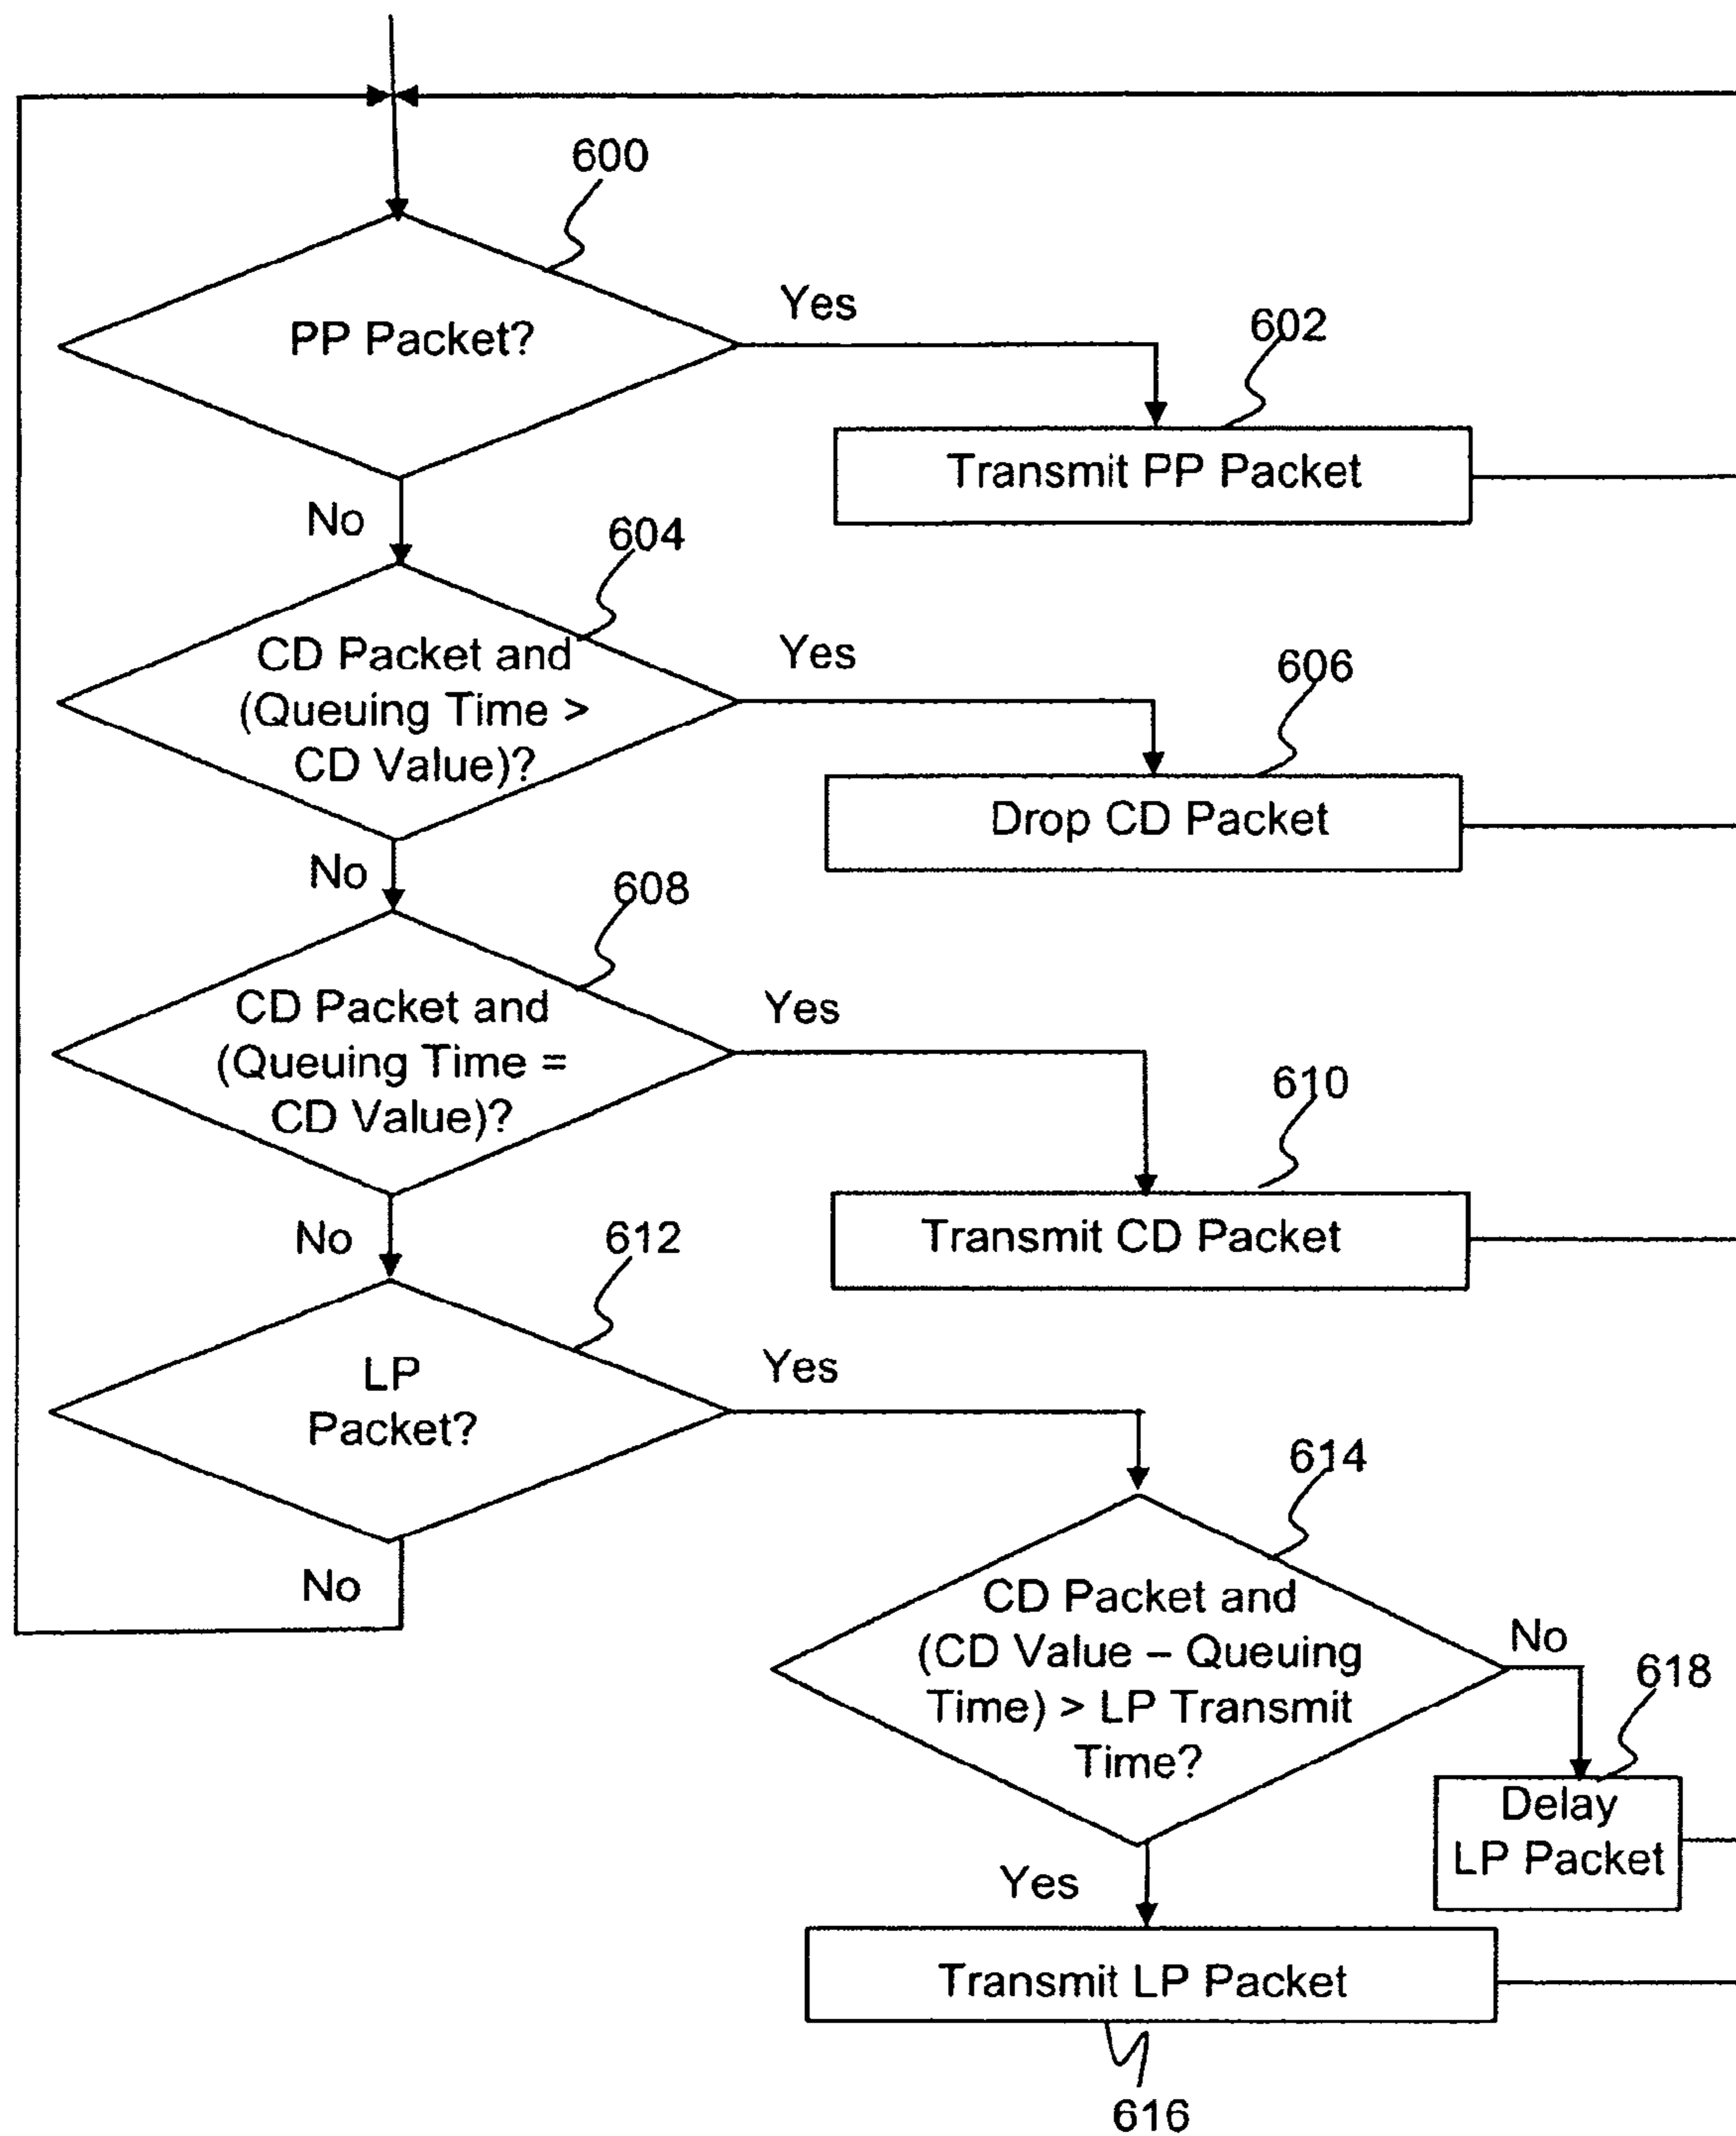 600
PP Packet?
Yes
602
Transmit PP Packet
No
604
CD Packet and
(Queuing Time >
CD Value)?
Yes
606
Drop CD Packet
No
608
CD Packet and
(Queuing Time =
CD Value)?
Yes
610
Transmit CD Packet
No
612
LP
Packet?
Yes
614
No
CD Packet and
(CD Value – Queuing
Time) > LP Transmit
Time?
No
618
Delay
LP Packet
Yes
Transmit LP Packet
616